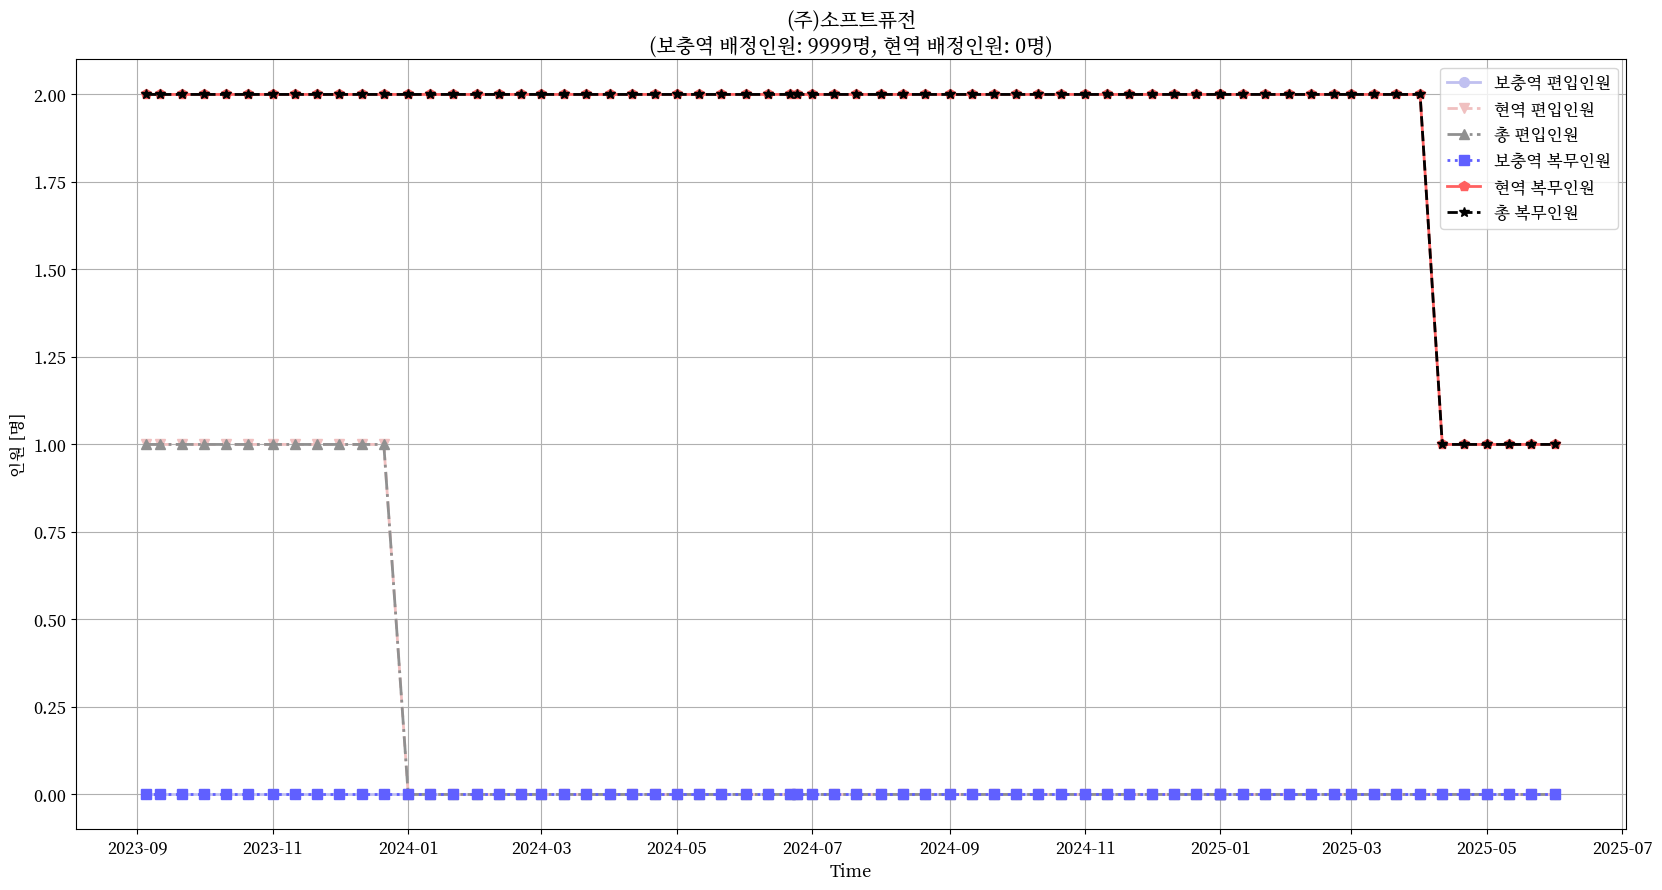 (주)소프트퓨전
(보충역 배정인원: 9999명, 현역 배정인원: 0명)
보충역 편입인원
현역 편입인원
총 편입인원
보충역 복무인원
현역 복무인원
총 복무인원
2.00
1.75
1.50
1.25
1.00
0.75
0.50
0.25
0.00
인원 [명]
2023-09 2023-11 2024-01 2024-03 2024-05 2024-07 2024-09 2024-11 2025-01 2025-03 2025-05 2025-07
Time